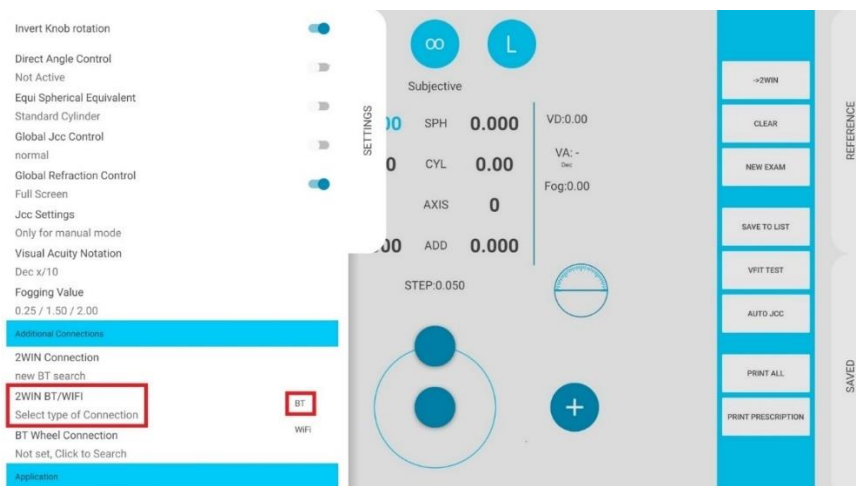 Invert Knob rotation
Direct Angle Control
Not Active
Equi Spherical Equivalent
Standard Cylinder
Global Jcc Control
normal
Global Refraction Control
Full Screen
Jcc Settings
Only for manual mode
Visual Acuity Notation
Dec x/10
Fogging Value
0.25 / 1.50 / 2.00
Additional Connections
2WIN Connection
new BT search
2WIN BT/WIFI
Select type of Connection
BT
WiFi
BT Wheel Connection
Not set, Click to Search
Application
SETTINGS
∞ L
Subjective
00 SPH 0.000
0 CYL 0.00
AXIS 0
00 ADD 0.000
VD:0.00
VA: -
Dec
Fog:0.00
STEP:0.050
+
->2WIN
CLEAR
NEW EXAM
SAVE TO LIST
VFIT TEST
AUTO JCC
PRINT ALL
PRINT PRESCRIPTION
REFERENCE
SAVED